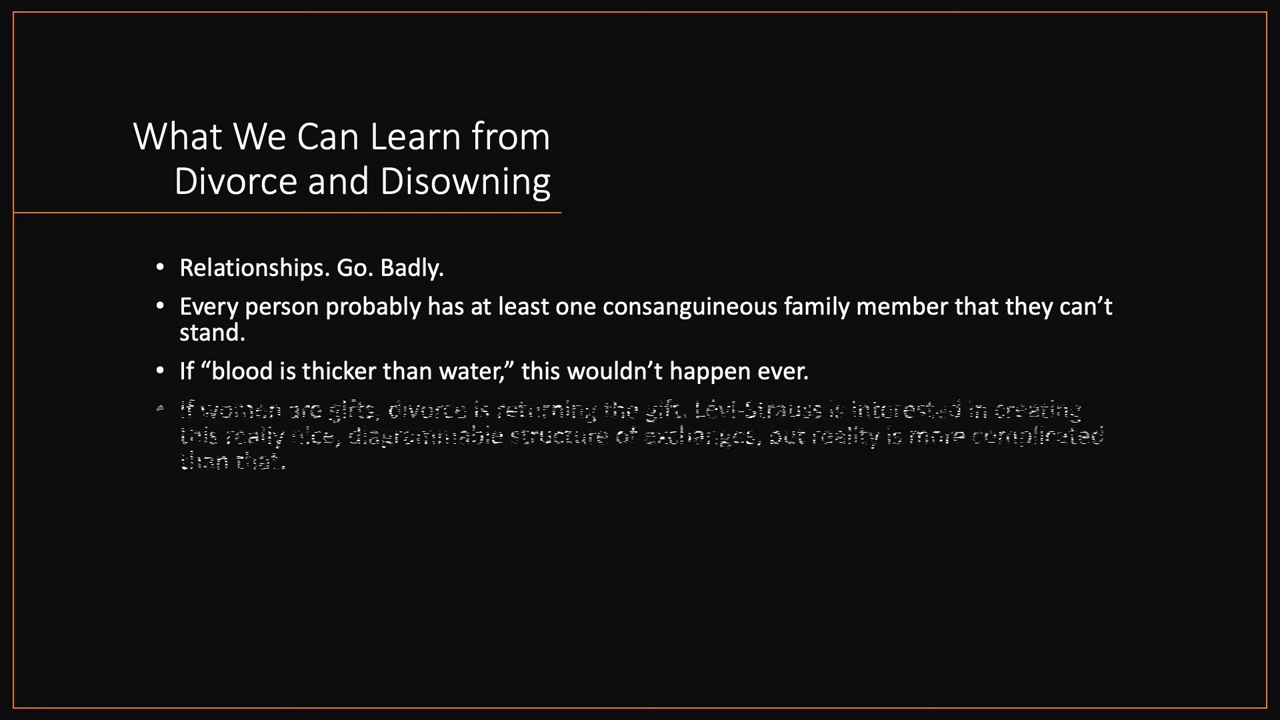 What We Can Learn from
Divorce and Disowning
• Relationships. Go. Badly.
• Every person probably has at least one consanguineous family member that they can’t
stand.
• If “blood is thicker than water,” this wouldn’t happen ever.
• If women are gifts, divorce is returning the gift. Lévi-Strauss is interested in creating
this really nice, diagrammable structure of exchanges, but reality is more complicated
than that.